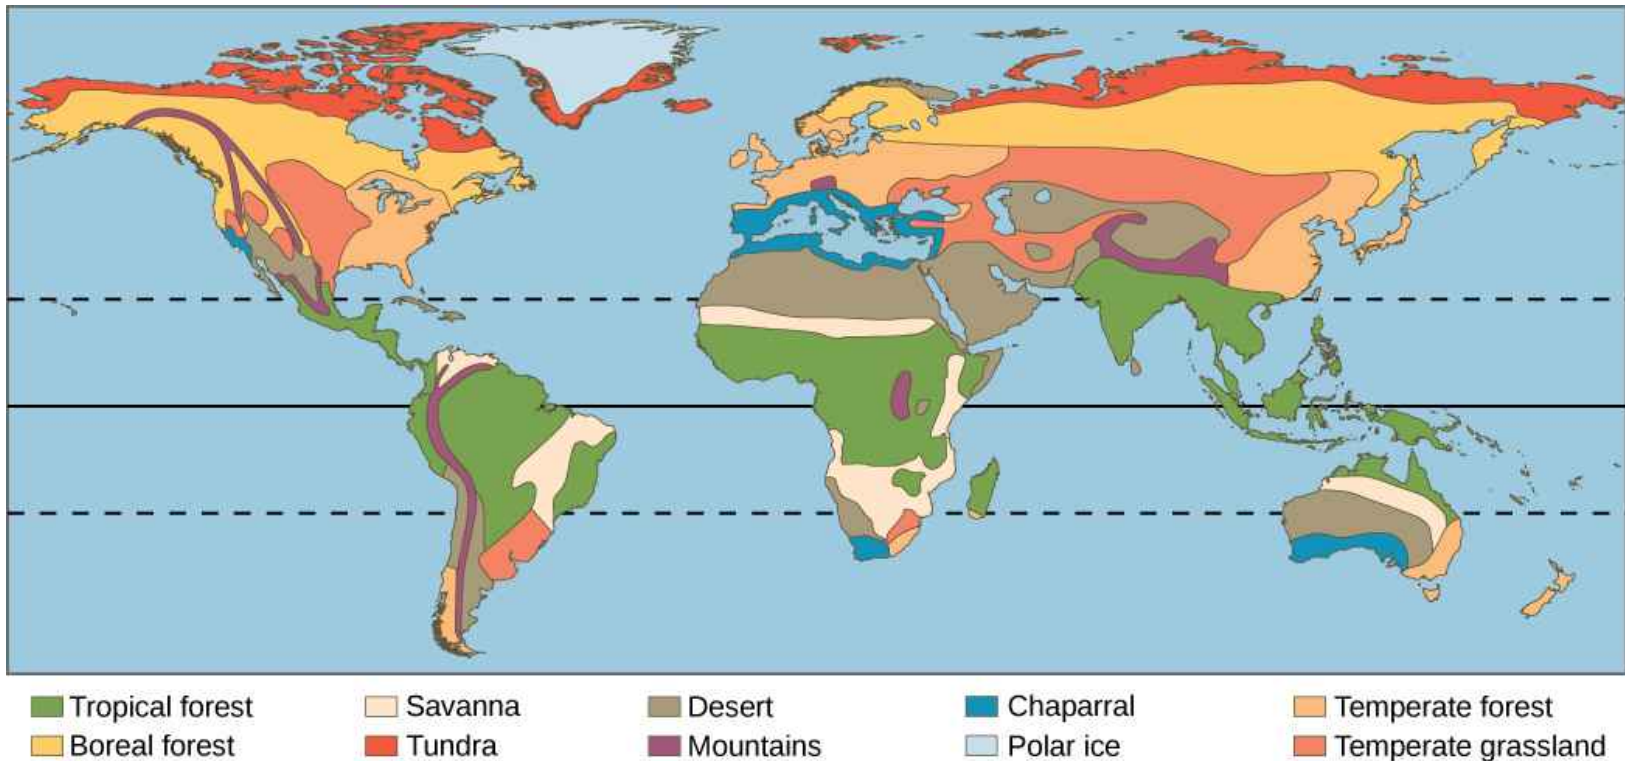 Tropical forest
Savanna
Desert
Chaparral
Temperate forest
Boreal forest
Tundra
Mountains
Polar ice
Temperate grassland